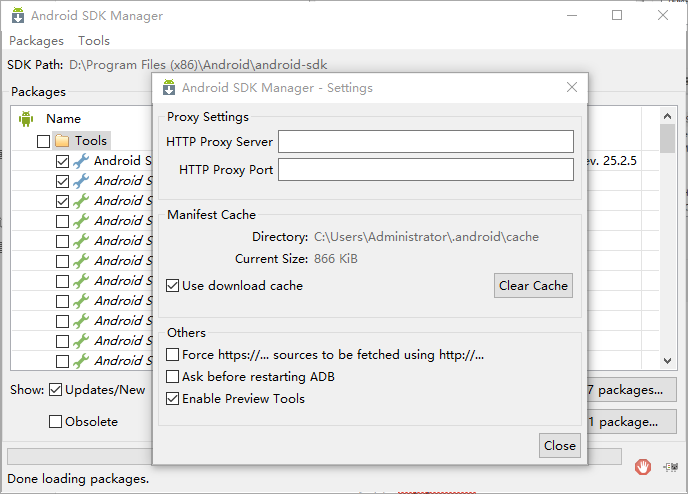 Android SDK Manager
Packages Tools
SDK Path: D:\Program Files (x86)\Android\android-sdk
Packages
Name
Tools
Android S
ev. 25.2.5
Android S
Android S
Android S
Android S
Android S
Android S
Android S
Android S
Android S
Android S
Show: Updates/New
7 packages...
Obsolete
1 package...
Done loading packages.
Android SDK Manager - Settings
Proxy Settings
HTTP Proxy Server
HTTP Proxy Port
Manifest Cache
Directory: C:\Users\Administrator\.android\cache
Current Size: 866 KiB
Use download cache
Clear Cache
Others
Force https://... sources to be fetched using http://...
Ask before restarting ADB
Enable Preview Tools
Close